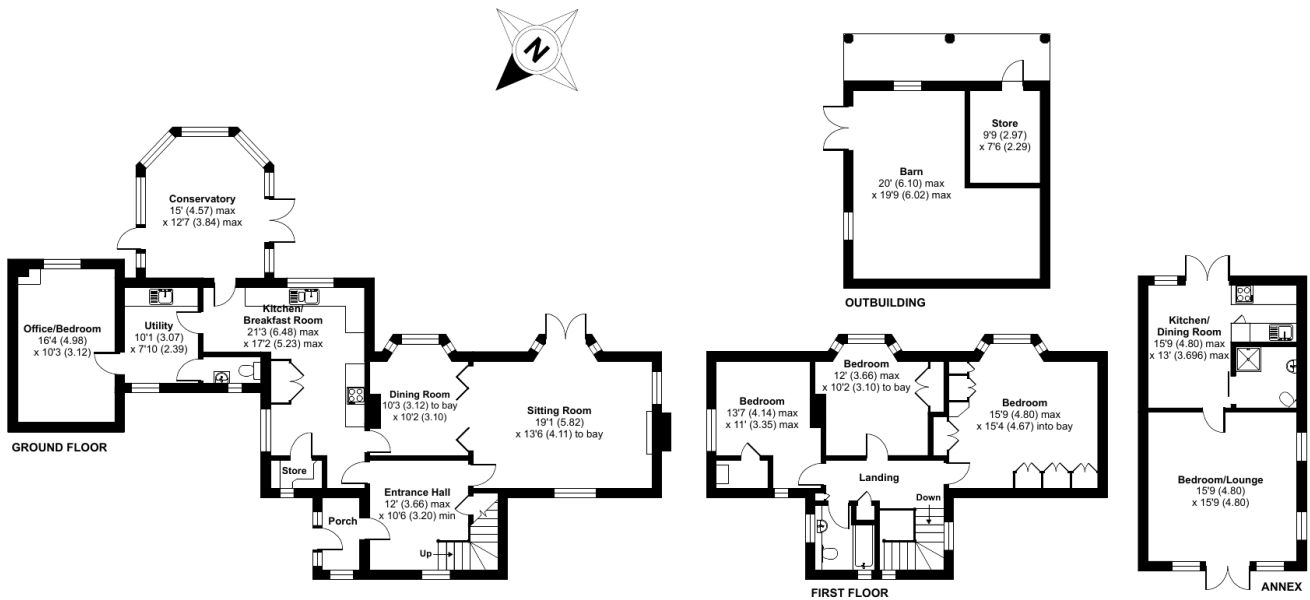 N
Conservatory
15' (4.57) max
x 12'7 (3.84) max
Office/Bedroom
16'4 (4.98)
x 10'3 (3.12)
Utility
10'1 (3.07)
x 7'10 (2.39)
Kitchen/
Breakfast Room
21'3 (6.48) max
x 17'2 (5.23) max
Dining Room
10'3 (3.12) to bay
x 10'2 (3.10)
Sitting Room
19'1 (5.82)
x 13'6 (4.11) to bay
Store
Entrance Hall
12' (3.66) max
x 10'6 (3.20) min
Porch
Up
GROUND FLOOR
Store
9'9 (2.97)
x 7'6 (2.29)
Barn
20' (6.10) max
x 19'9 (6.02) max
OUTBUILDING
Bedroom
13'7 (4.14) max
x 11' (3.35) max
Bedroom
12' (3.66) max
x 10'2 (3.10) to bay
Bedroom
15'9 (4.80) max
x 15'4 (4.67) into bay
Landing
Down
FIRST FLOOR
Kitchen/
Dining Room
15'9 (4.80) max
x 13' (3.696) max
Bedroom/Lounge
15'9 (4.80)
x 15'9 (4.80)
ANNEX